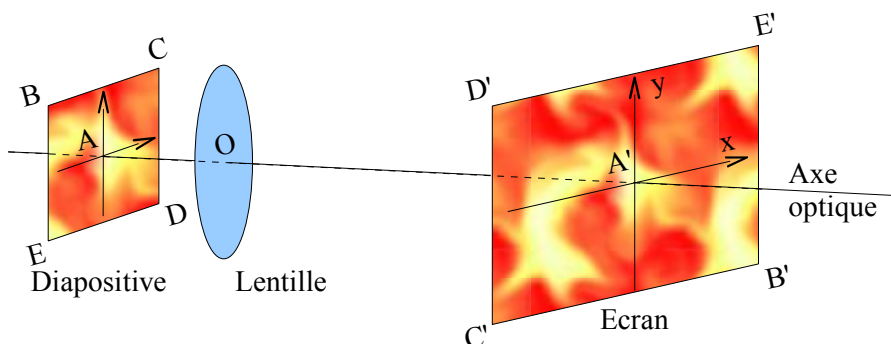 C
E'
B
D'
y
A
O
A'
x
Axe
optique
D
E
B'
Diapositive
Lentille
C'
Ecran